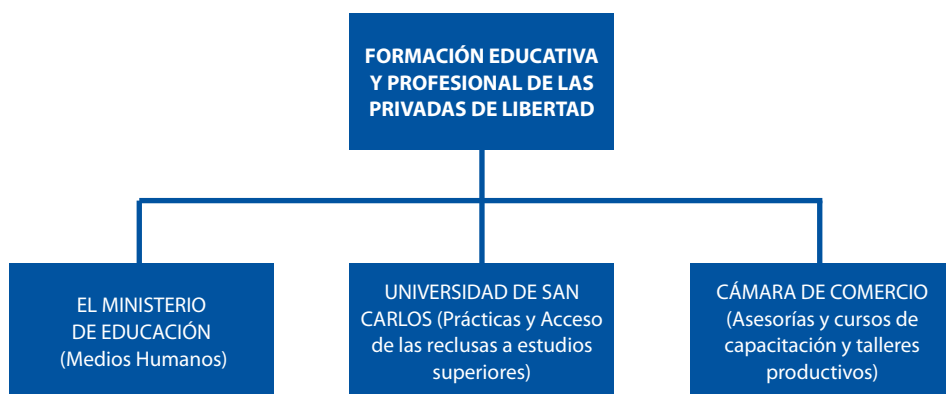 FORMACIÓN EDUCATIVA
Y PROFESIONAL DE LAS
PRIVADAS DE LIBERTAD
EL MINISTERIO
DE EDUCACIÓN
(Medios Humanos)
UNIVERSIDAD DE SAN
CARLOS (Prácticas y Acceso
de las reclusas a estudios
superiores)
CÁMARA DE COMERCIO
(Asesorías y cursos de
capacitación y talleres
productivos)